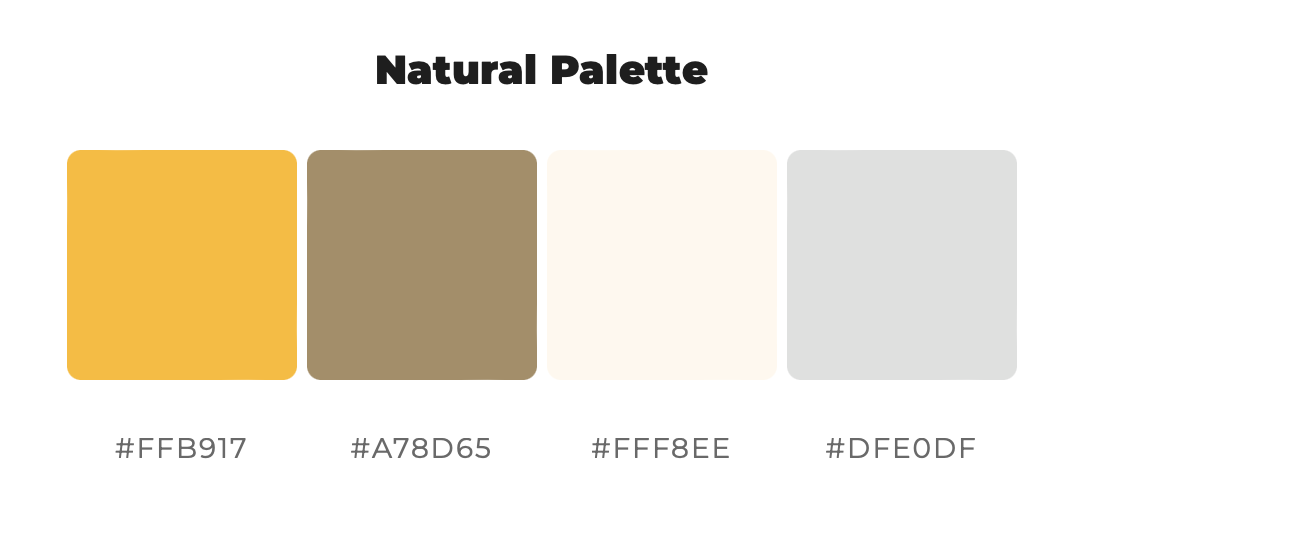 Natural Palette
#FFB917 #A78D65 #FFF8EE #DFE0DF